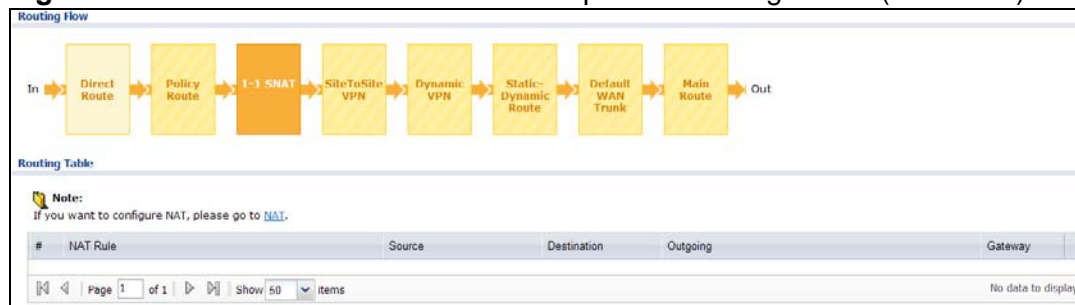 Routing Flow
In
Direct
Route
Policy
Route
1-1 SNAT
SiteToSite
VPN
Dynamic
VPN
Static-
Dynamic
Route
Default
WAN
Trunk
Main
Route
Out
Routing Table
Note:
If you want to configure NAT, please go to NAT.
# NAT Rule Source Destination Outgoing Gateway
Page 1 of 1 Show 50 items No data to display